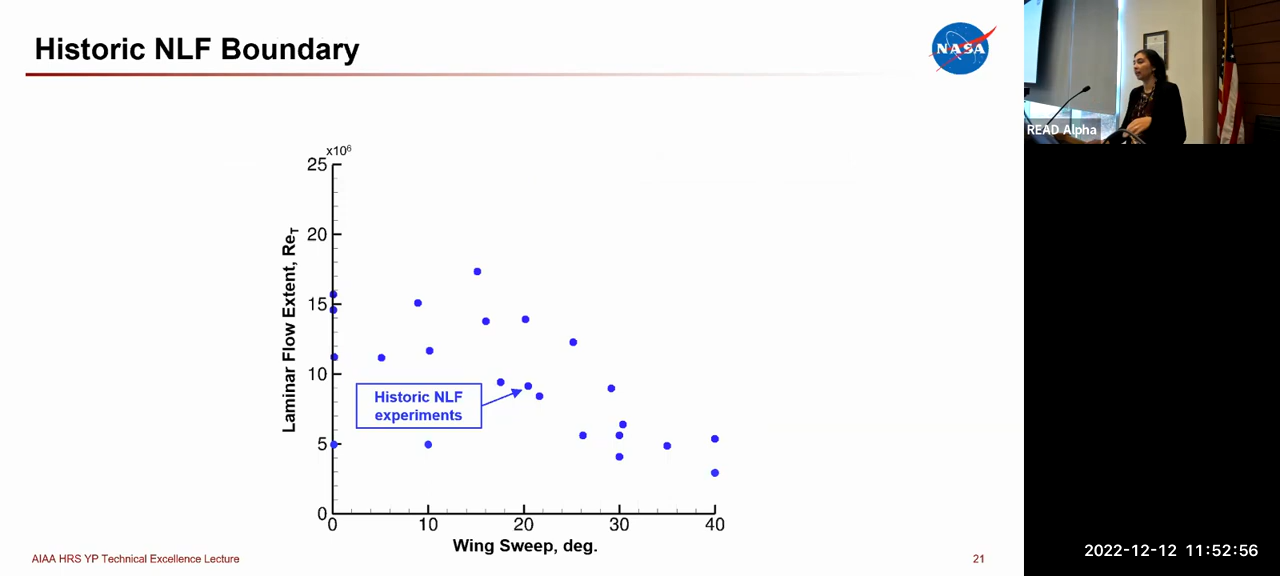 Historic NLF Boundary
NASA
READ Alpha
x10⁶
25
20
15
10
5
0
Laminar Flow Extent, Re_T
Historic NLF
experiments
0 10 20 30 40
Wing Sweep, deg.
AIAA HRS YP Technical Excellence Lecture
21
2022-12-12 11:52:56